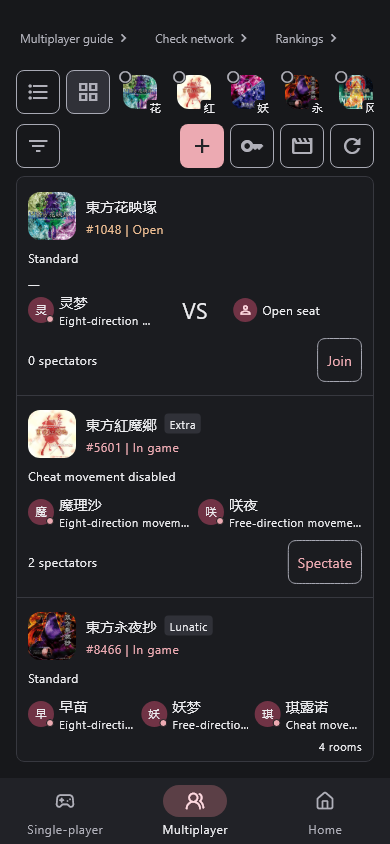 Multiplayer guide
Check network
Rankings
花
红
妖
永
風
東方花映塚
#1048 | Open
Standard
—
灵
灵梦
Eight-direction ...
VS
Open seat
0 spectators
Join
東方紅魔郷
Extra
#5601 | In game
Cheat movement disabled
魔
魔理沙
Eight-direction movem...
咲
咲夜
Free-direction moveme...
2 spectators
Spectate
東方永夜抄
Lunatic
#8466 | In game
Standard
早
早苗
Eight-directi...
妖
妖梦
Free-directio...
琪
琪露诺
Cheat move...
4 rooms
Single-player
Multiplayer
Home